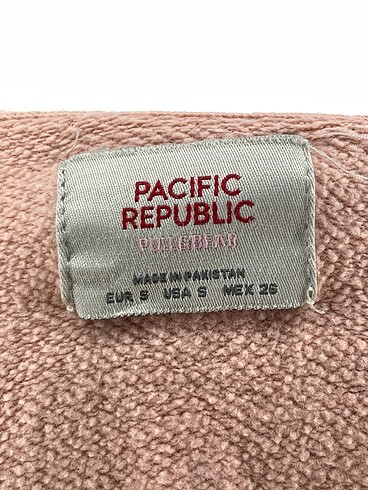 PACIFIC
REPUBLIC
PULL&BEAR
MADE IN PAKISTAN
EUR S USA S MEX 26